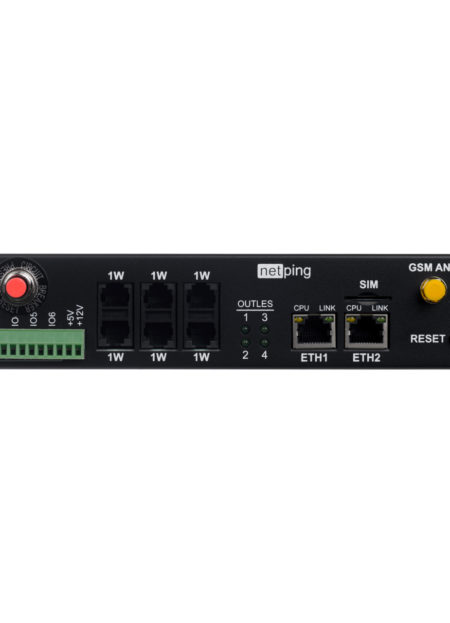 netping
GSM AN
SIM
1W 1W 1W
OUTLES
1 3
2 4
CPU LINK
CPU LINK
ETH1 ETH2
RESET
1W 1W 1W
IO
IO5
IO6
+5V
+12V
CIRCUIT